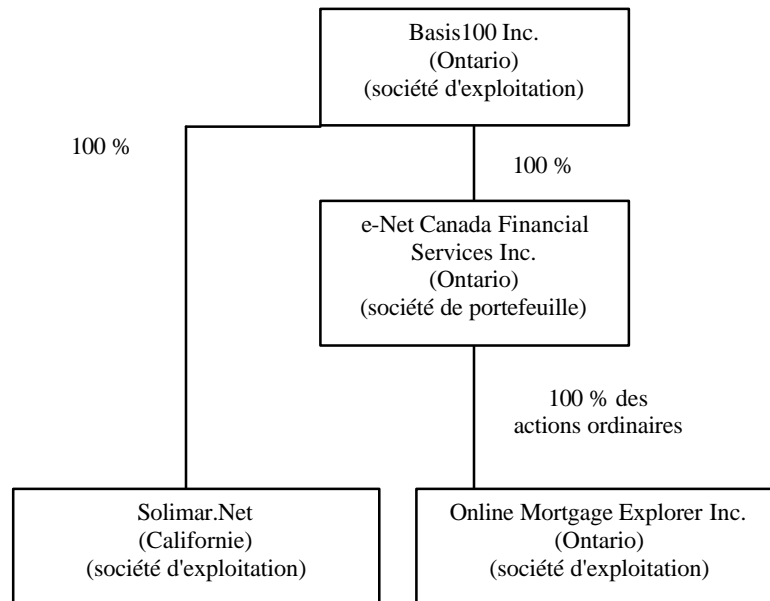 Basis100 Inc.
(Ontario)
(société d'exploitation)
100 %
100 %
e-Net Canada Financial
Services Inc.
(Ontario)
(société de portefeuille)
100 % des
actions ordinaires
Solimar.Net
(Californie)
(société d'exploitation)
Online Mortgage Explorer Inc.
(Ontario)
(société d'exploitation)